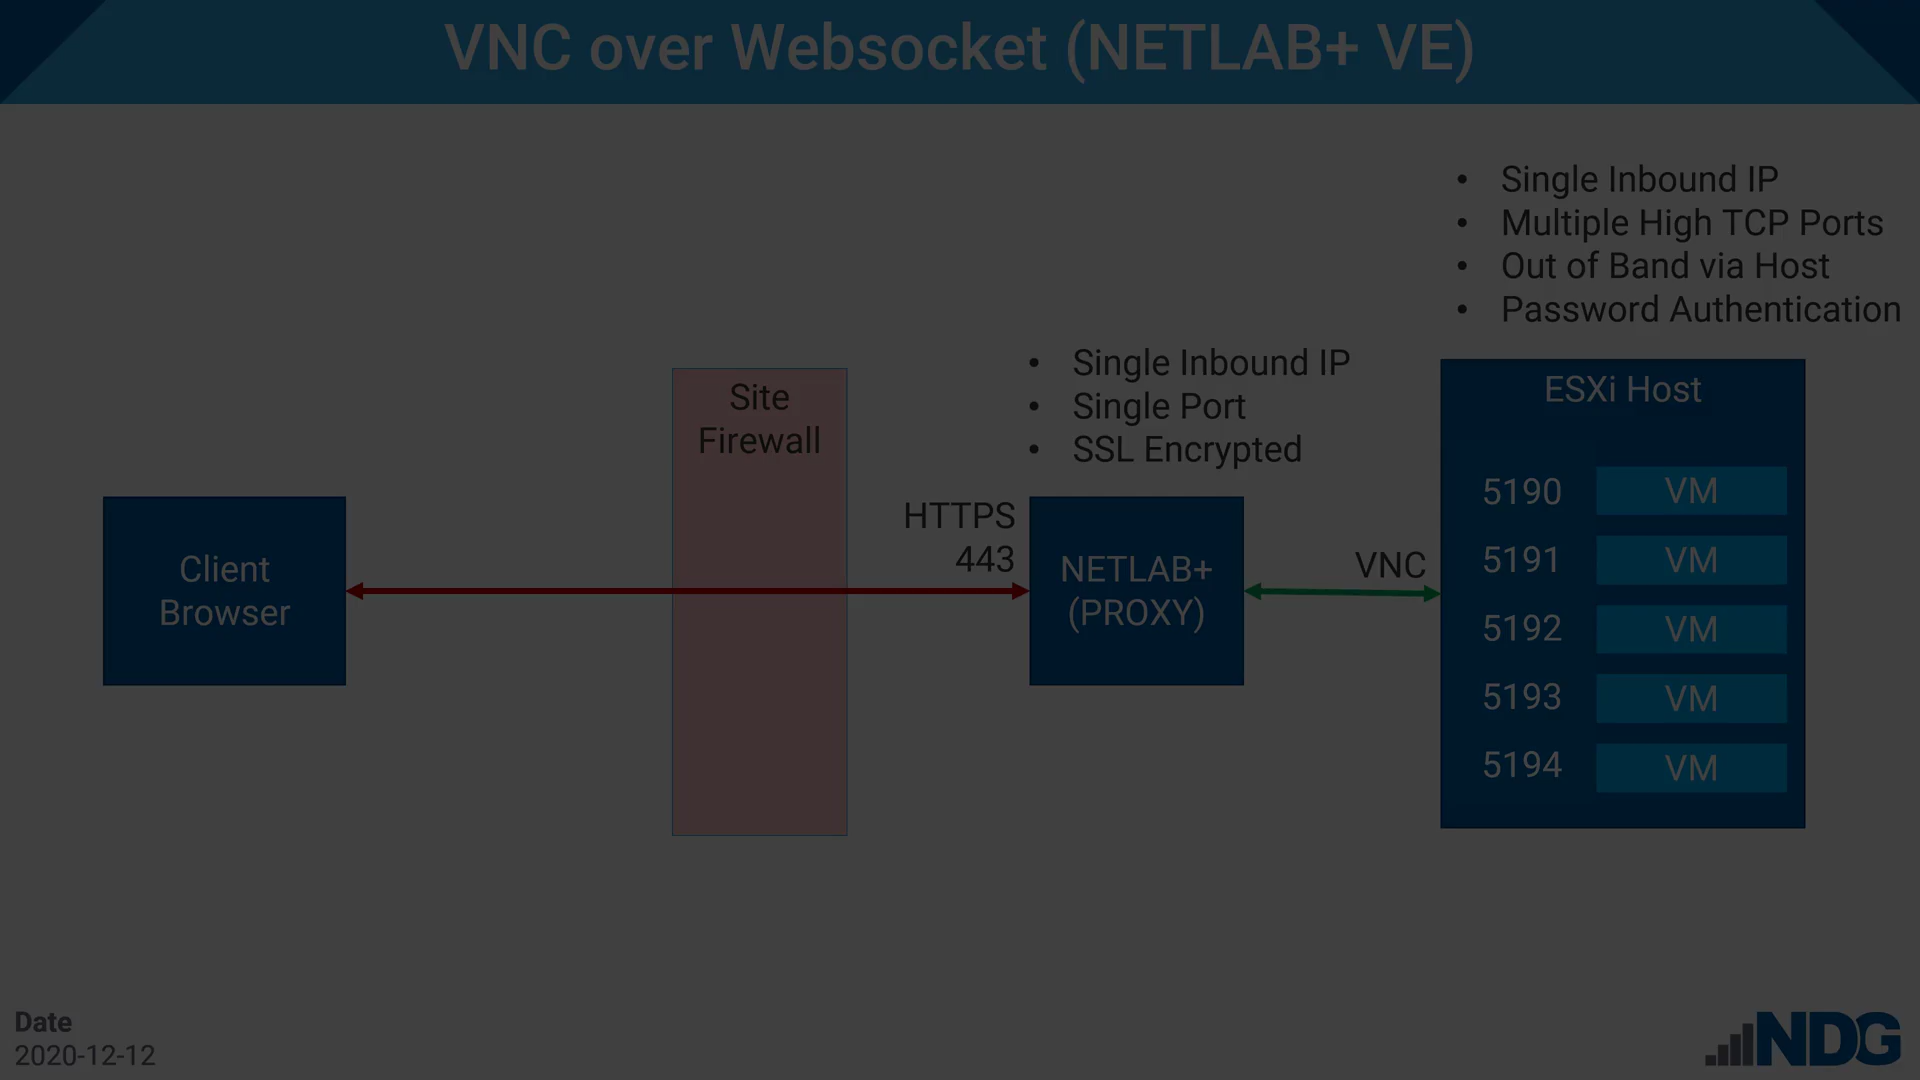 VNC over Websocket (NETLAB+ VE)
• Single Inbound IP
• Multiple High TCP Ports
• Out of Band via Host
• Password Authentication
• Single Inbound IP
• Single Port
• SSL Encrypted
Site
Firewall
HTTPS
443
Client
Browser
NETLAB+
(PROXY)
VNC
ESXi Host
5190 VM
5191 VM
5192 VM
5193 VM
5194 VM
Date
2020-12-12
NDG